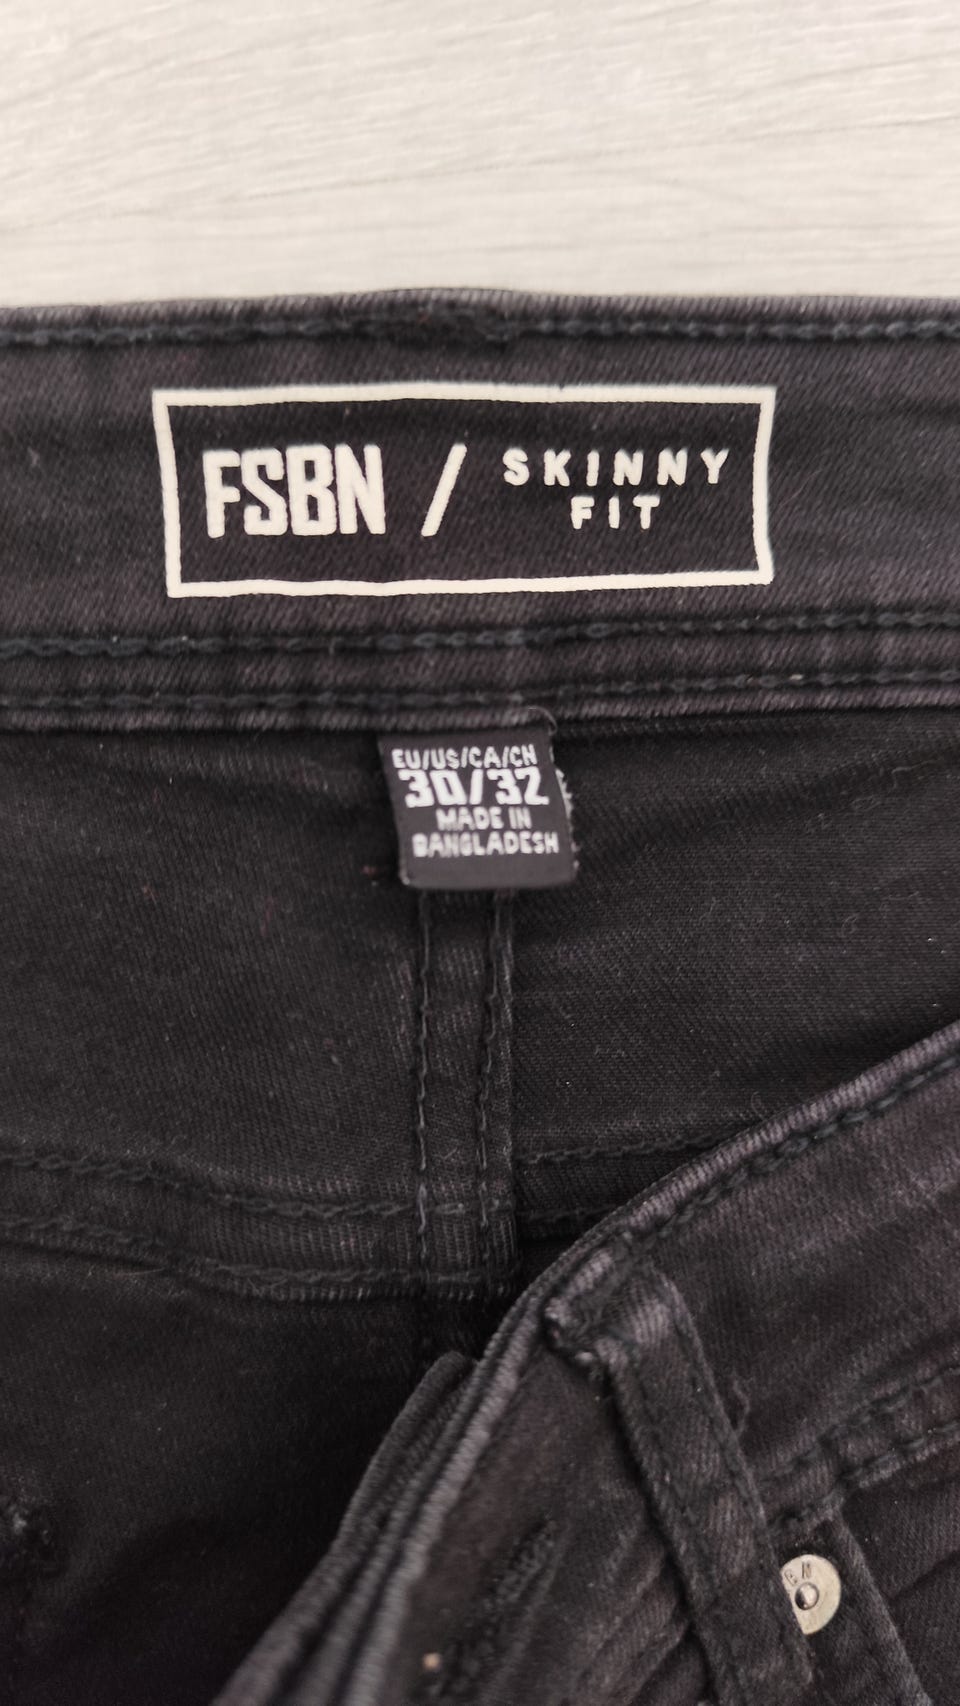 FSBN / SKINNY
FIT
EU/US/CA/CH
30/32
MADE IN
BANGLADESH